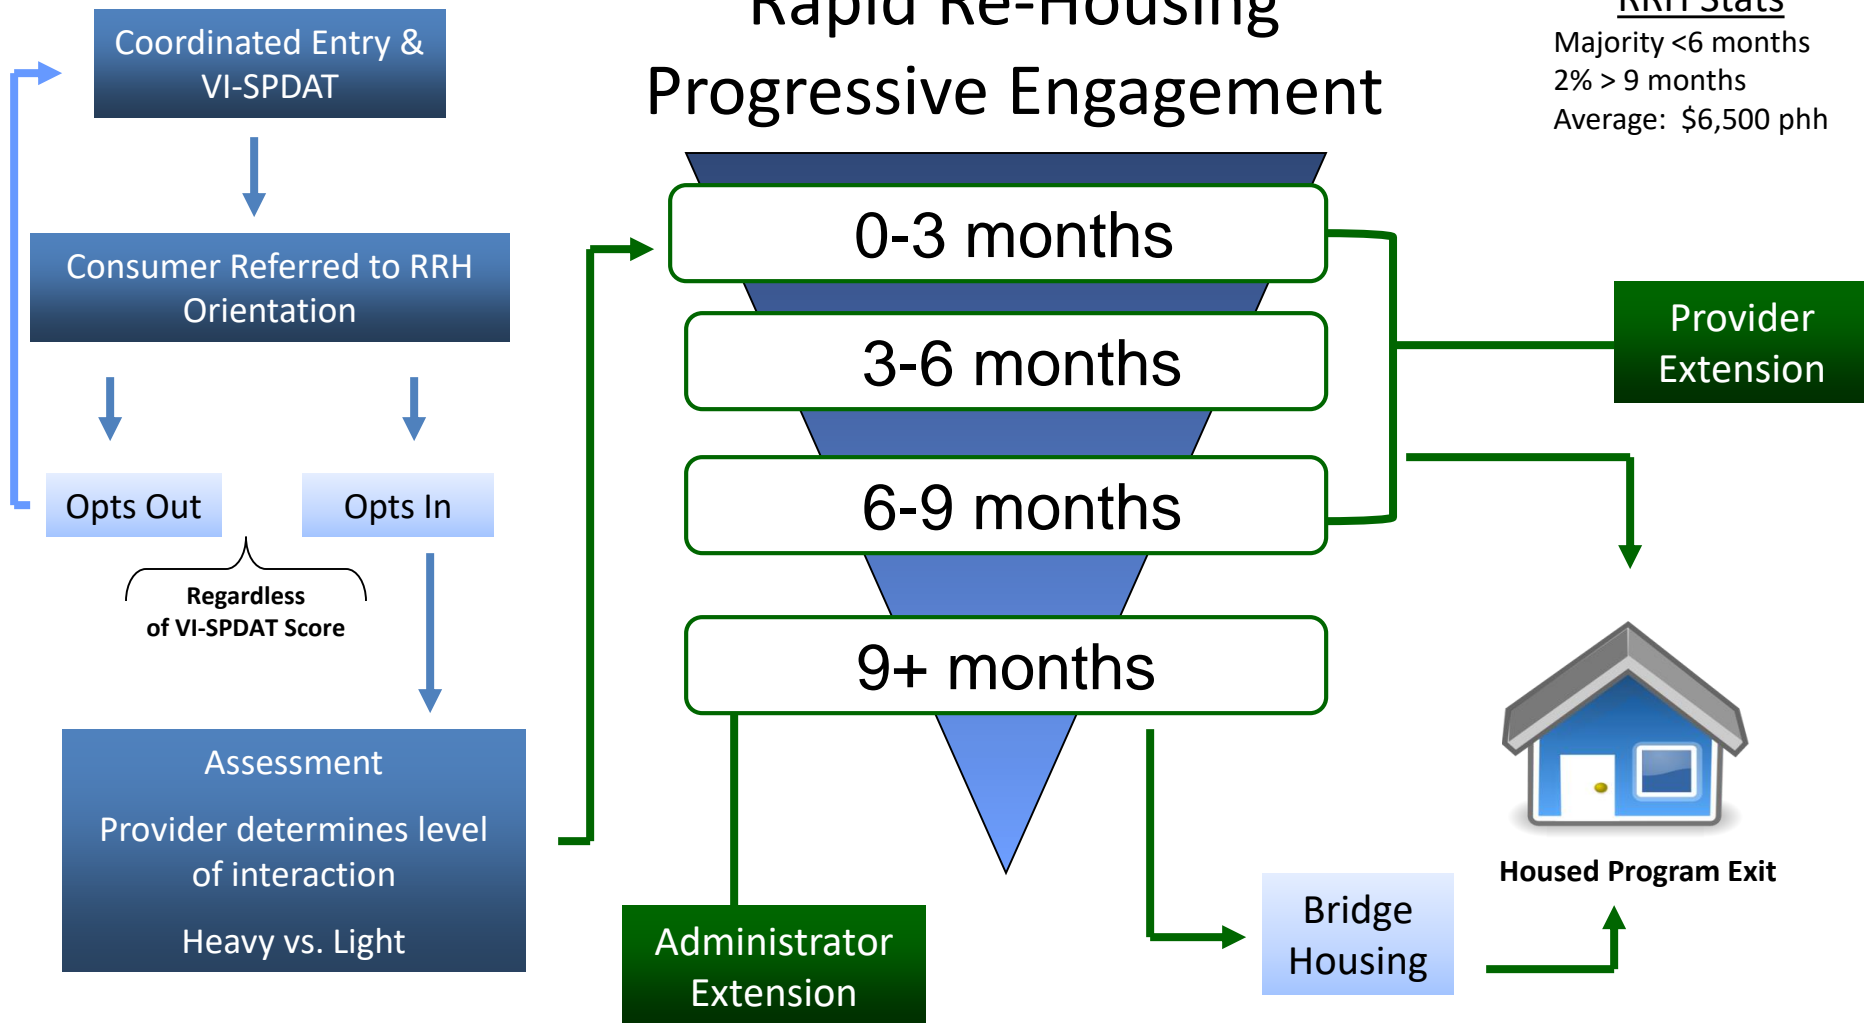 Rapid Re-Housing
Progressive Engagement
RRH Stats
Majority <6 months
2% > 9 months
Average: $6,500 phh
Coordinated Entry &
VI-SPDAT
Consumer Referred to RRH
Orientation
Opts Out
Opts In
Regardless
of VI-SPDAT Score
Assessment
Provider determines level
of interaction
Heavy vs. Light
0-3 months
3-6 months
6-9 months
9+ months
Provider
Extension
Administrator
Extension
Bridge
Housing
Housed Program Exit